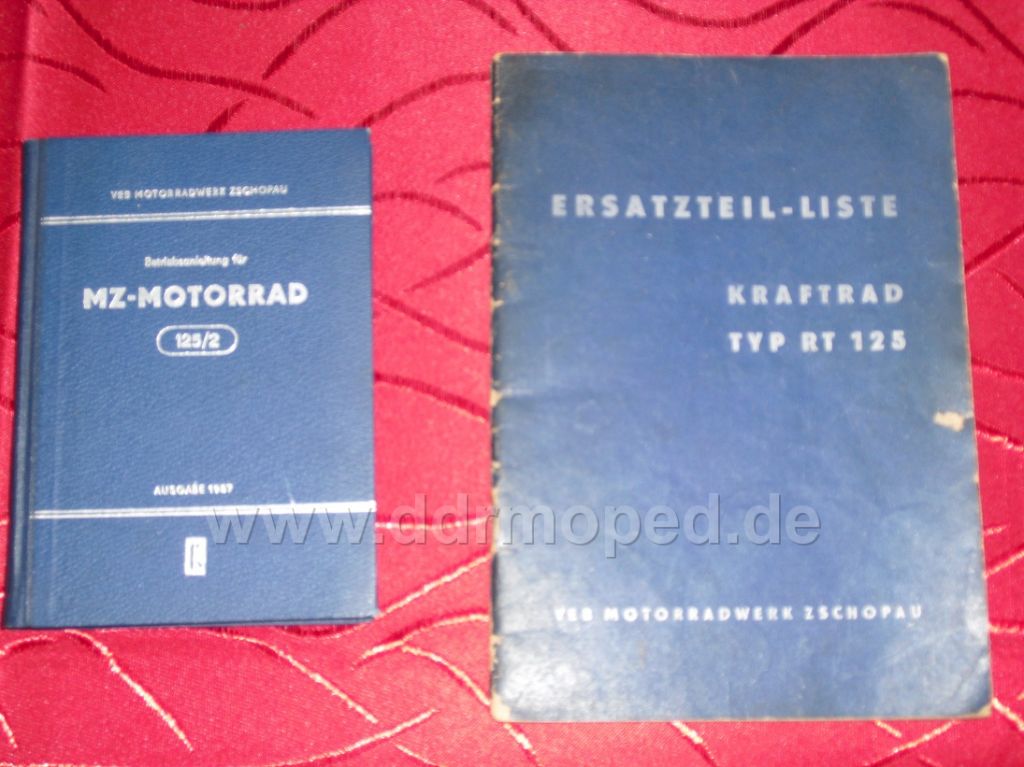 VEB MOTORRADWERK ZSCHOPAU
Betriebsanleitung für
MZ-MOTORRAD
125/2
AUSGABE 1957
ERSATZTEIL-LISTE
KRAFTRAD
TYP RT 125
VEB MOTORRADWERK ZSCHOPAU
www.ddrmoped.de